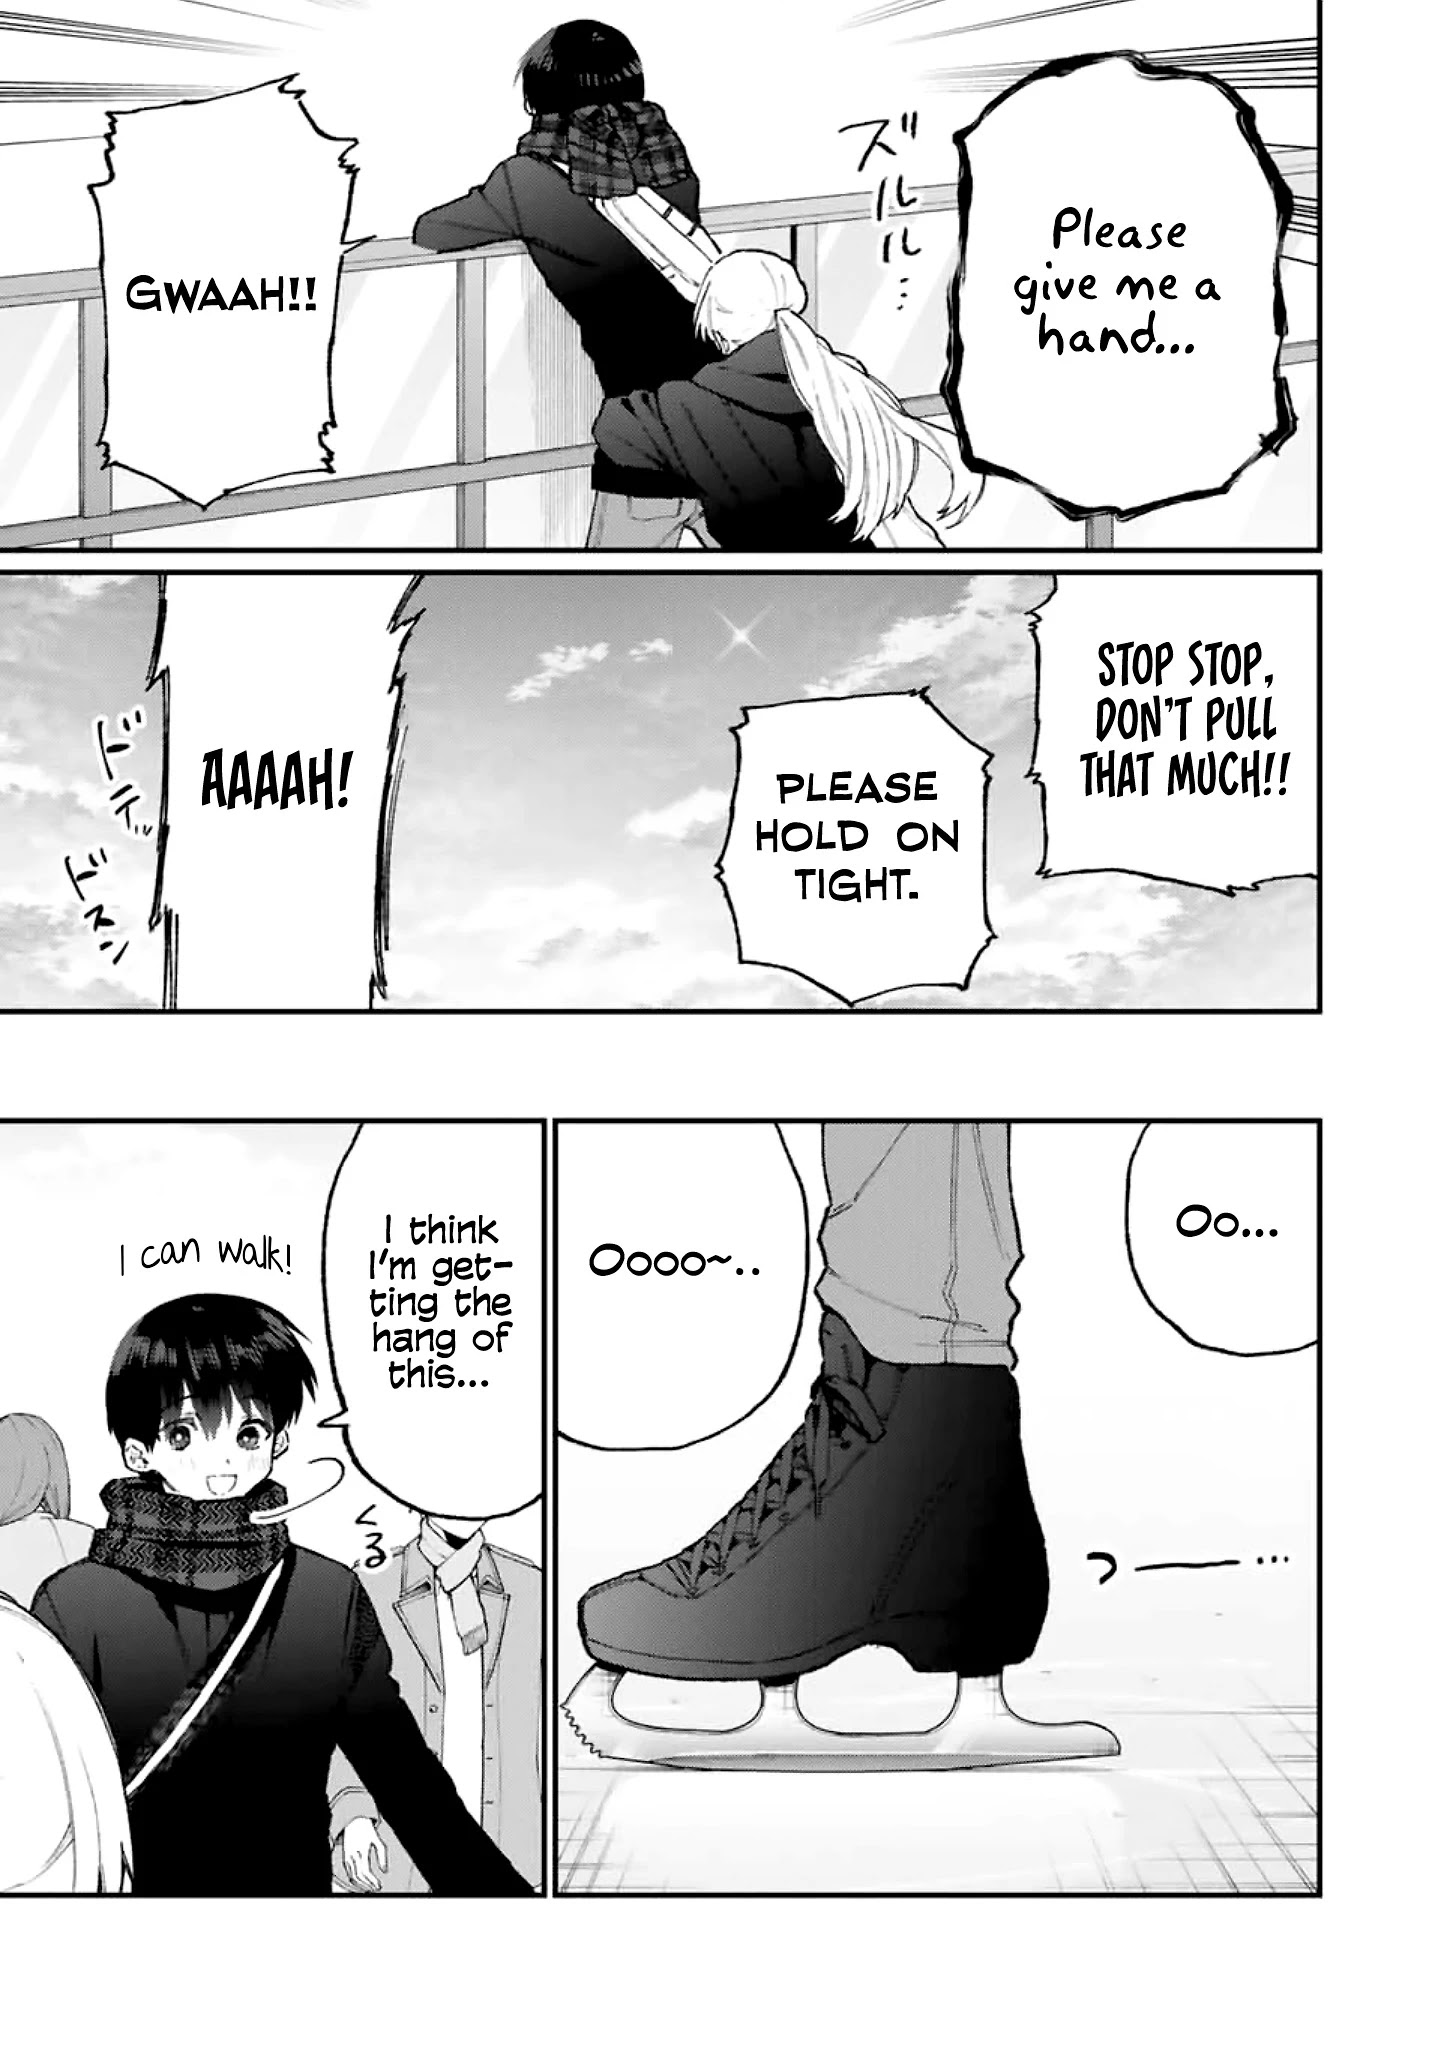 Please
give me a
hand...
ズルルル...
GWAAH!!
STOP STOP,
DON'T PULL
THAT MUCH!!
PLEASE
HOLD ON
TIGHT.
AAAAH!
ドテッ
ドスン
Oo...
つ──...
Oooo~..
I think
I'm get-
ting the
hang of
this...
I can walk!
くる